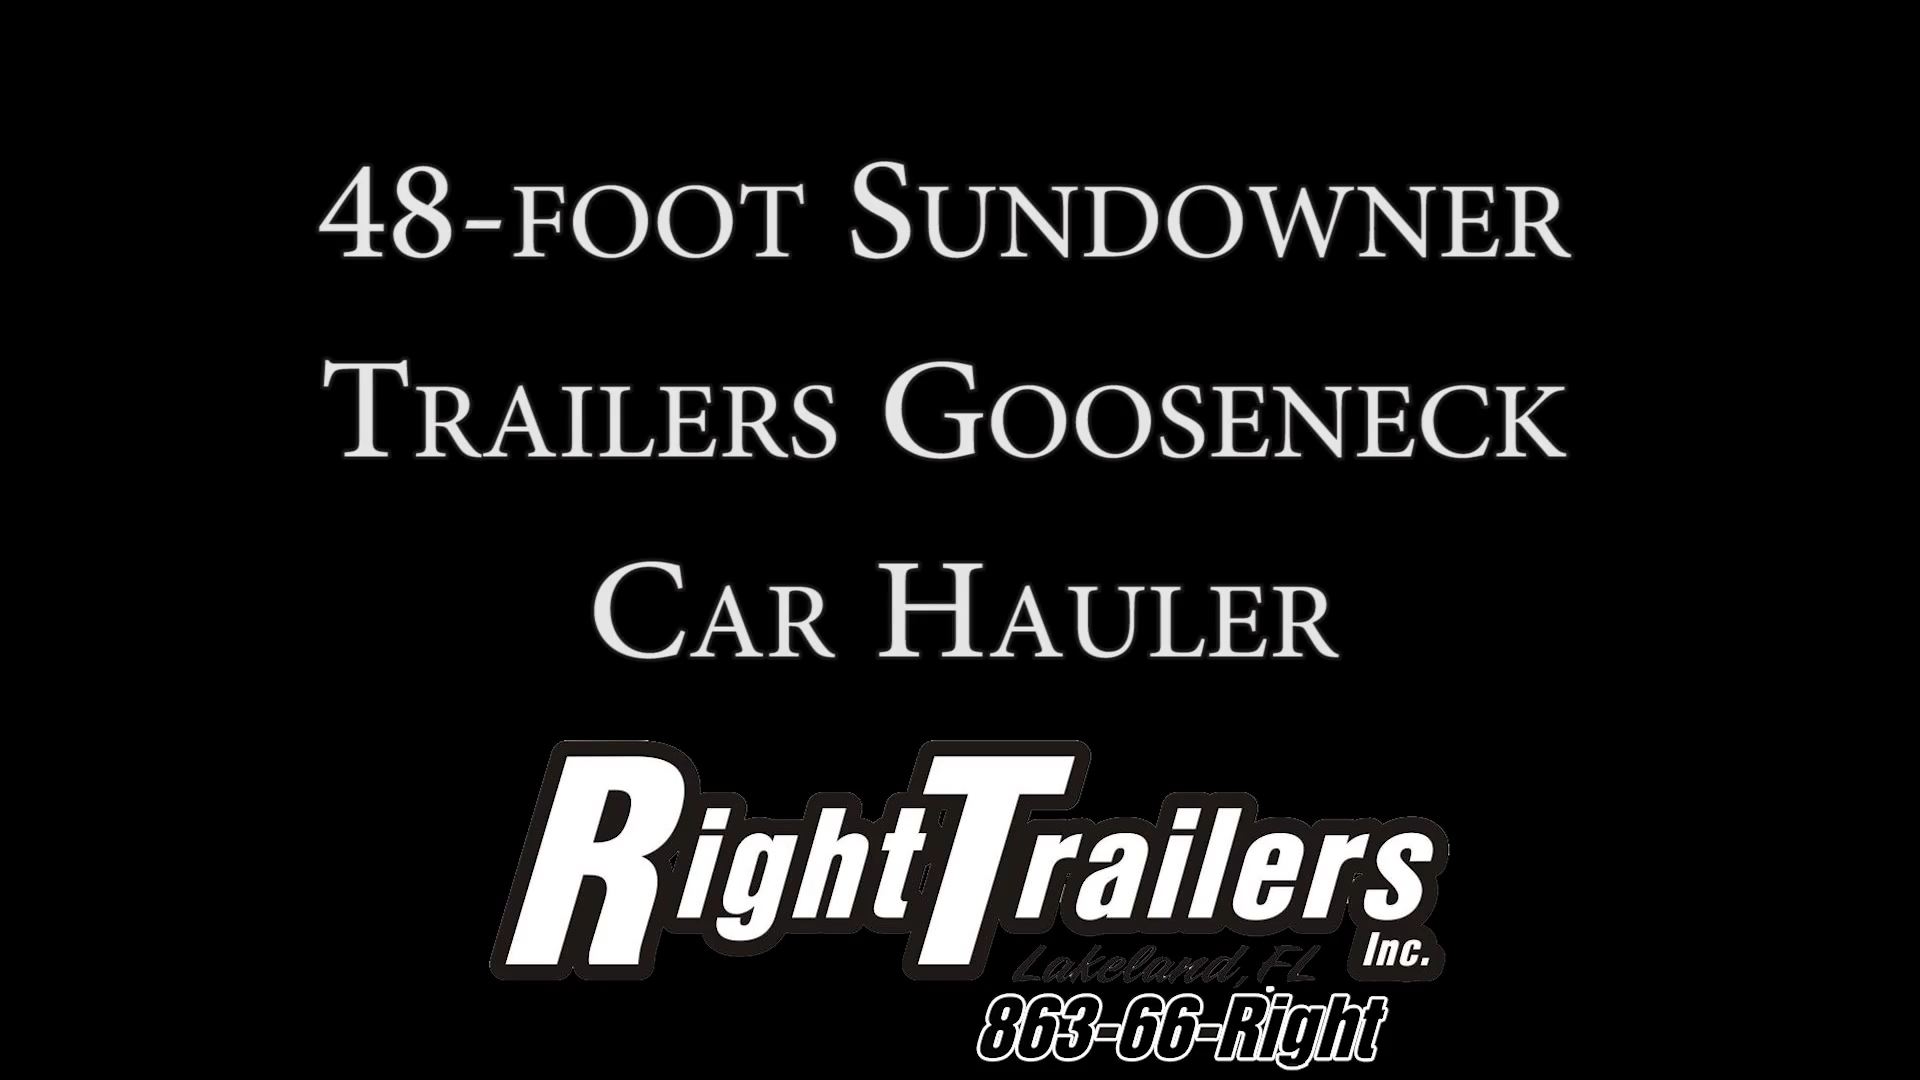 48-foot Sundowner
Trailers Gooseneck
Car Hauler
RightTrailers
Inc.
Lakeland, FL
863-66-Right